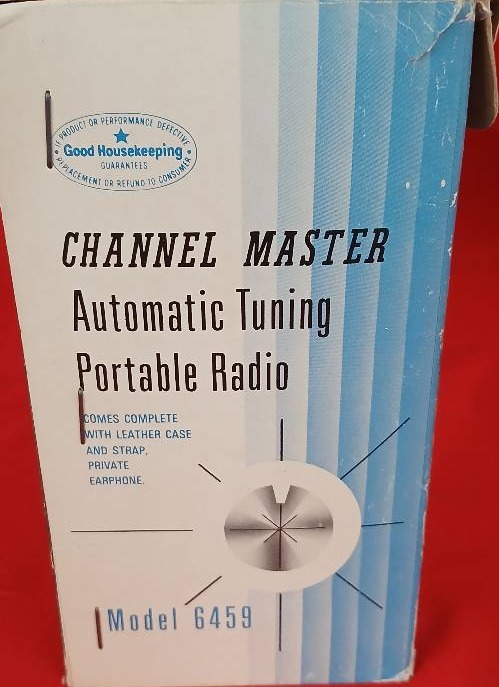 IF PRODUCT OR PERFORMANCE DEFECTIVE
Good Housekeeping
GUARANTEES
REPLACEMENT OR REFUND TO CONSUMER
CHANNEL MASTER
Automatic Tuning
Portable Radio
COMES COMPLETE
WITH LEATHER CASE
AND STRAP,
PRIVATE
EARPHONE.
Model 6459